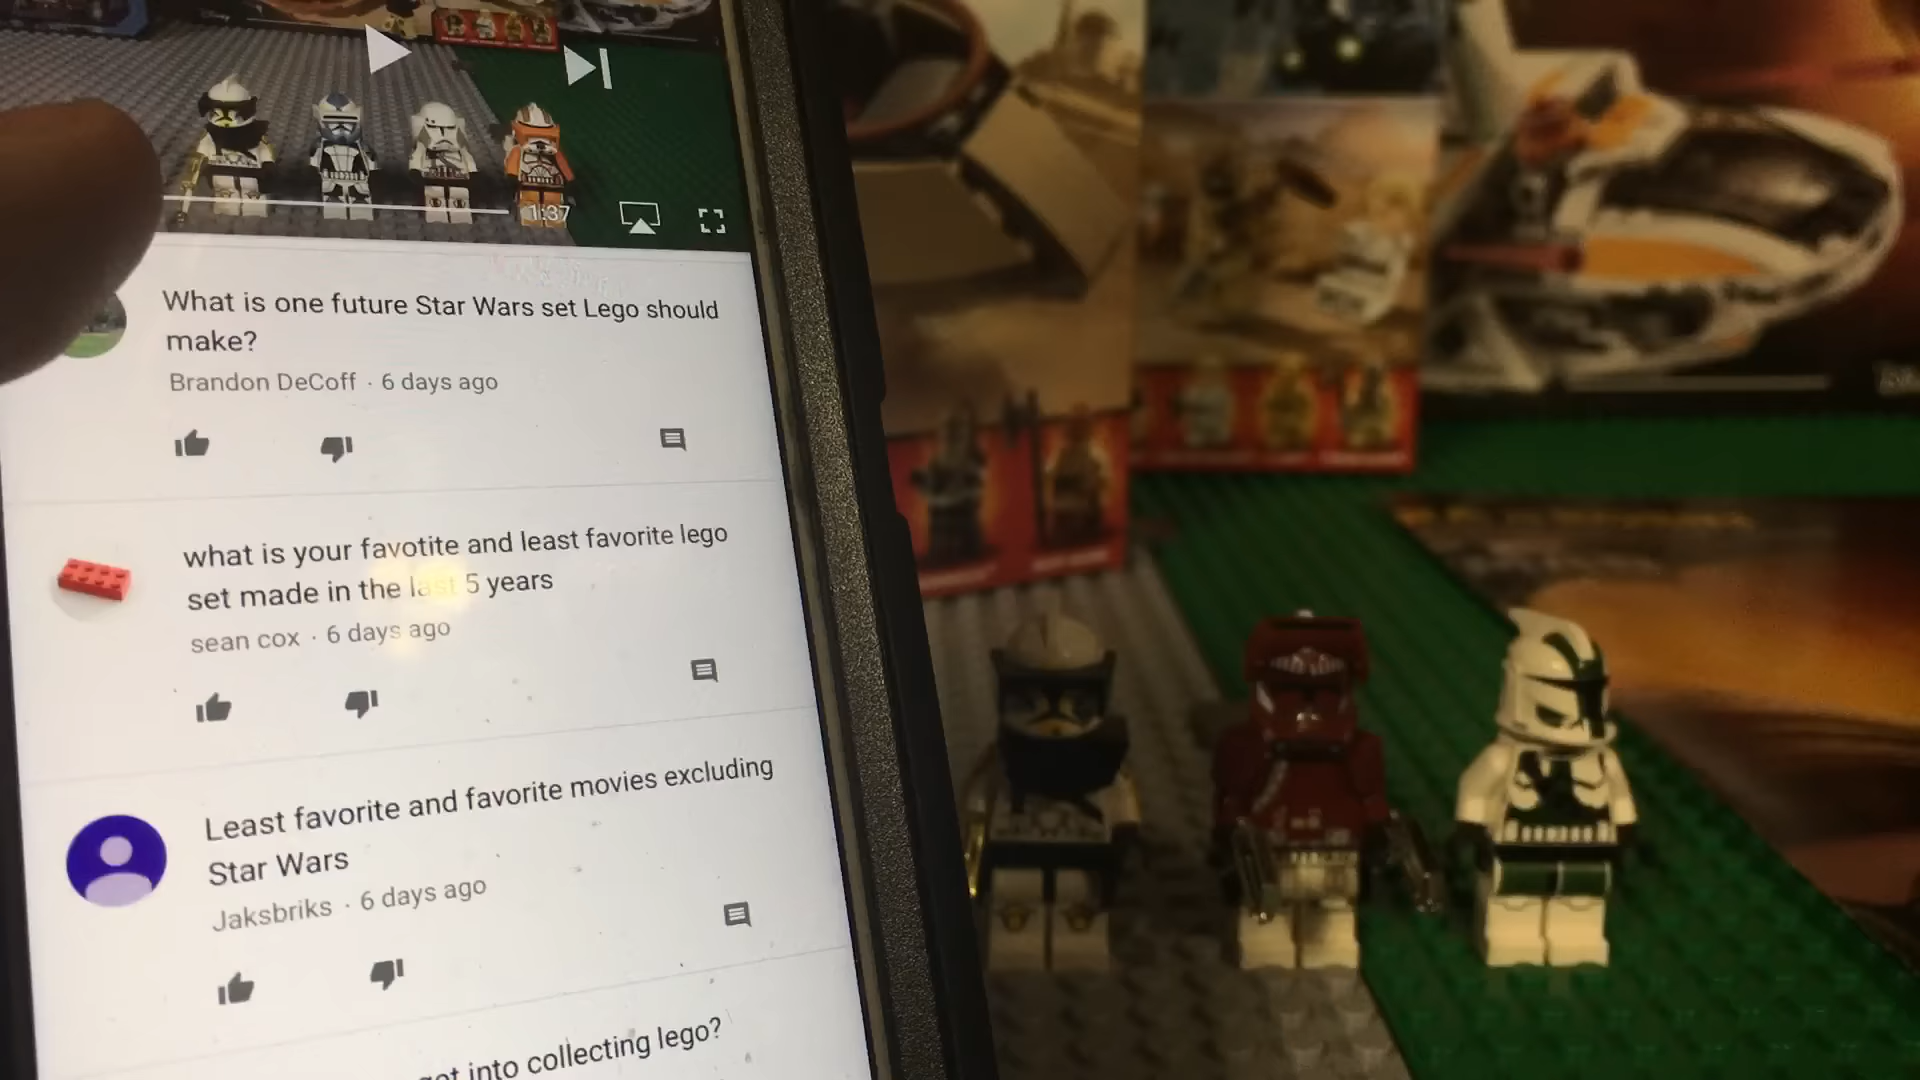 1:37
What is one future Star Wars set Lego should
make?
Brandon DeCoff · 6 days ago
what is your favotite and least favorite lego
set made in the last 5 years
sean cox · 6 days ago
Least favorite and favorite movies excluding
Star Wars
Jaksbriks · 6 days ago
into collecting lego?